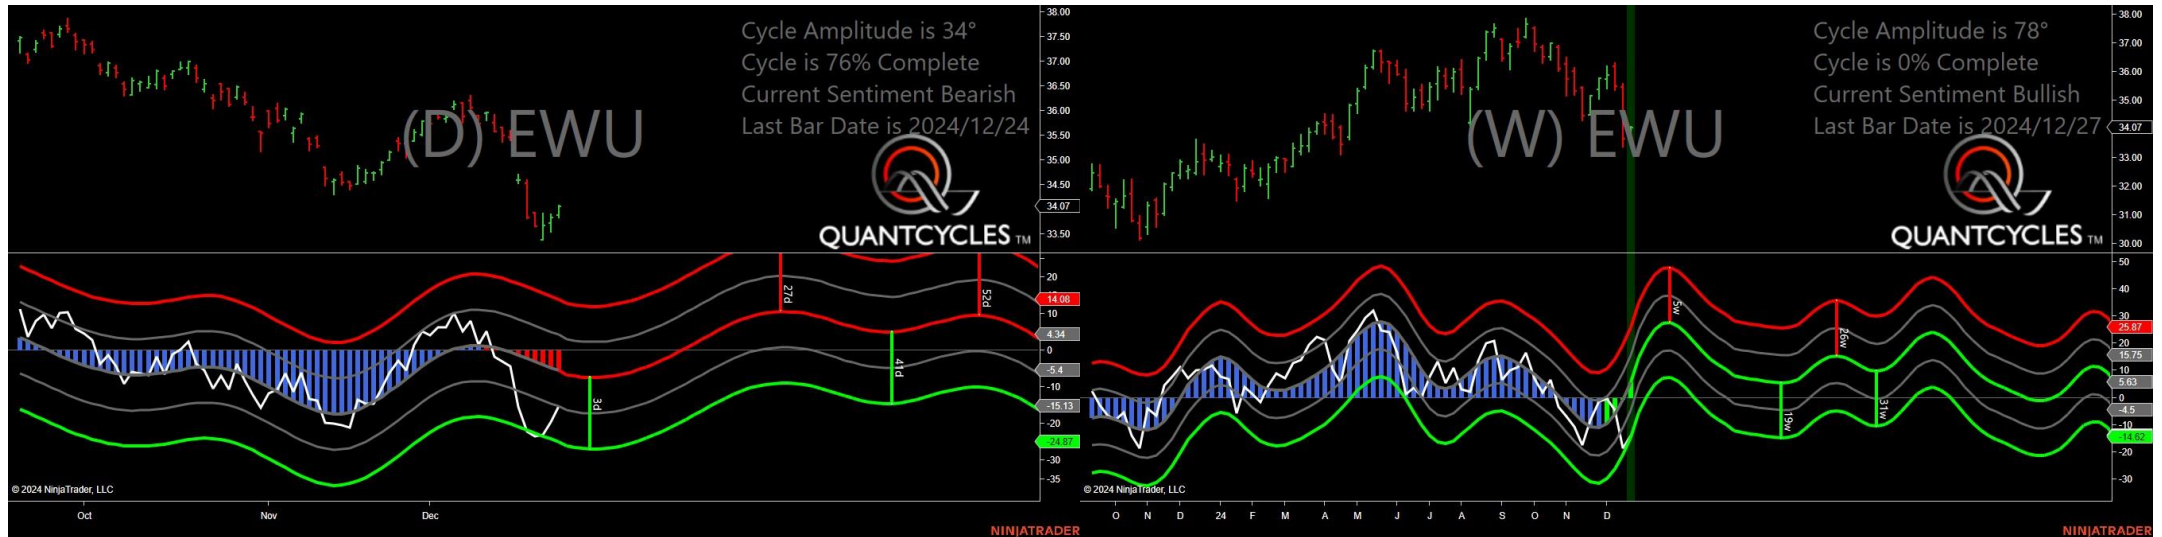 Cycle Amplitude is 34°
Cycle is 76% Complete
Current Sentiment Bearish
Last Bar Date is 2024/12/24
(D) EWU
QUANTCYCLES TM
38.00
37.50
37.00
36.50
36.00
35.50
35.00
34.50
34.07
33.50
27d
52d
3d
41d
20
14.08
10
4.34
0
-5.4
-10
-15.13
-20
-24.87
-30
-35
© 2024 NinjaTrader, LLC
Oct Nov Dec
NINJATRADER
Cycle Amplitude is 78°
Cycle is 0% Complete
Current Sentiment Bullish
Last Bar Date is 2024/12/27
(W) EWU
QUANTCYCLES TM
38.00
37.00
36.00
35.00
34.07
33.00
32.00
31.00
30.00
5w
26w
19w
31w
50
40
30
25.87
20
15.75
10
5.63
0
-4.5
-10
-14.62
-20
-30
© 2024 NinjaTrader, LLC
O N D 24 F M A M J J A S O N D
NINJATRADER